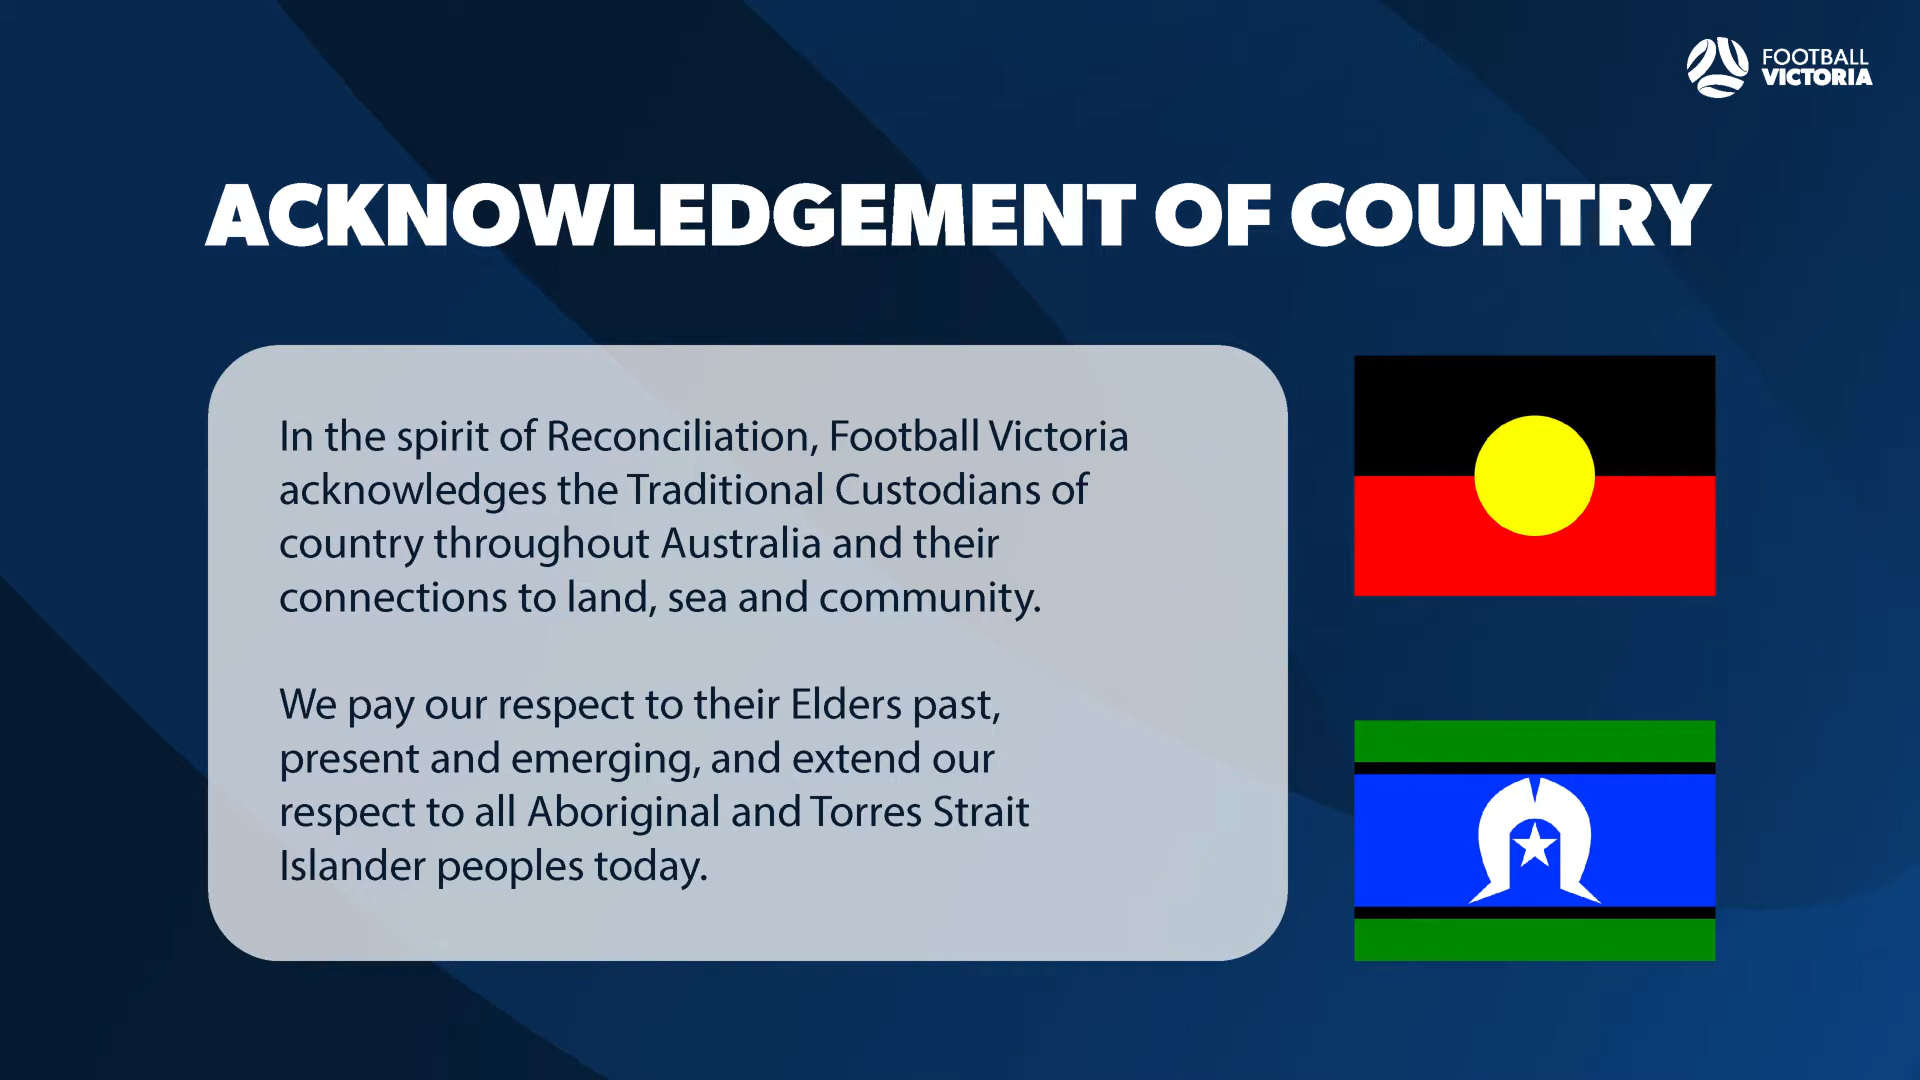 FOOTBALL
VICTORIA
ACKNOWLEDGEMENT OF COUNTRY
In the spirit of Reconciliation, Football Victoria
acknowledges the Traditional Custodians of
country throughout Australia and their
connections to land, sea and community.
We pay our respect to their Elders past,
present and emerging, and extend our
respect to all Aboriginal and Torres Strait
Islander peoples today.